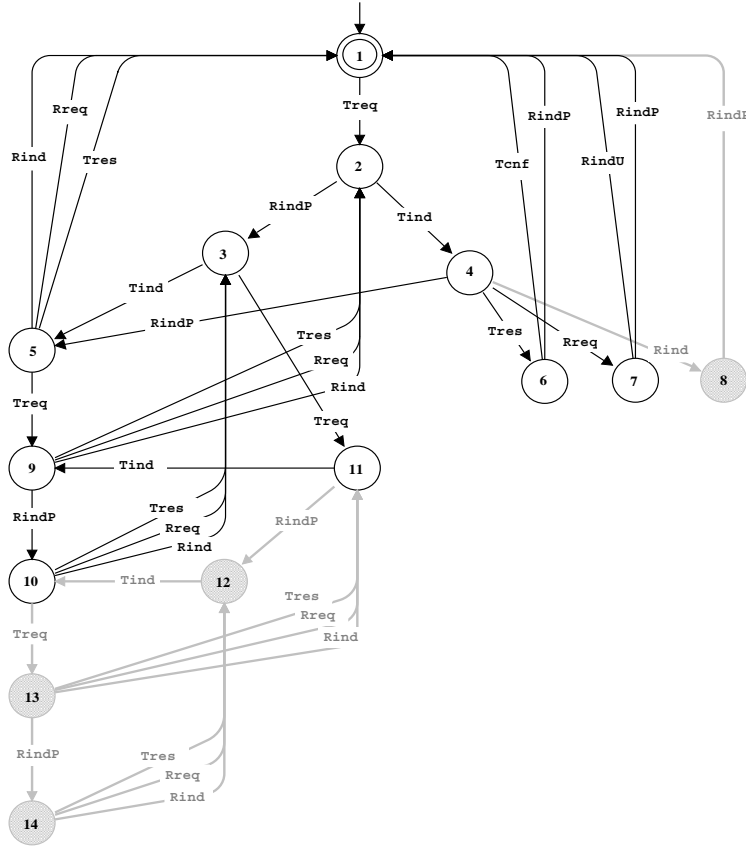 1
Treq
Rreq
RindP
RindP
RindP
Rind
Tres
Tcnf
RindU
2
RindP
Tind
3
4
Tind
RindP
Tres
Rreq
Rind
Tres
5
Rreq
6
7
8
Rind
Treq
Treq
9
Tind
11
RindP
Tres
Rreq
Rind
RindP
10
Tind
12
Tres
Rreq
Rind
Treq
13
RindP
Tres
Rreq
Rind
14